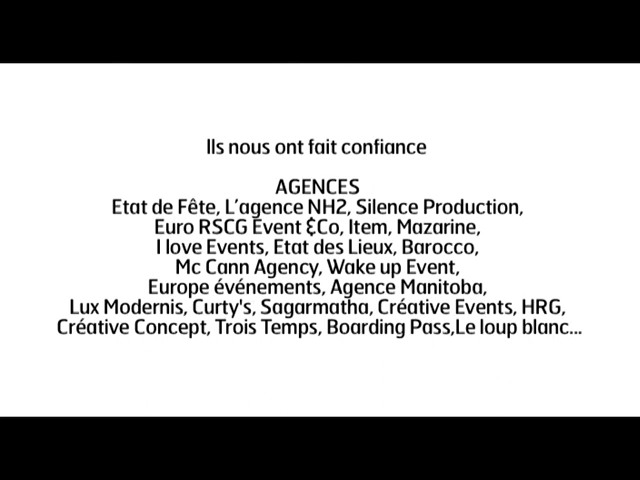 Ils nous ont fait confiance
AGENCES
Etat de Fête, L'agence NH2, Silence Production,
Euro RSCG Event &Co, Item, Mazarine,
I love Events, Etat des Lieux, Barocco,
Mc Cann Agency, Wake up Event,
Europe événements, Agence Manitoba,
Lux Modernis, Curty's, Sagarmatha, Créative Events, HRG,
Créative Concept, Trois Temps, Boarding Pass,Le loup blanc...